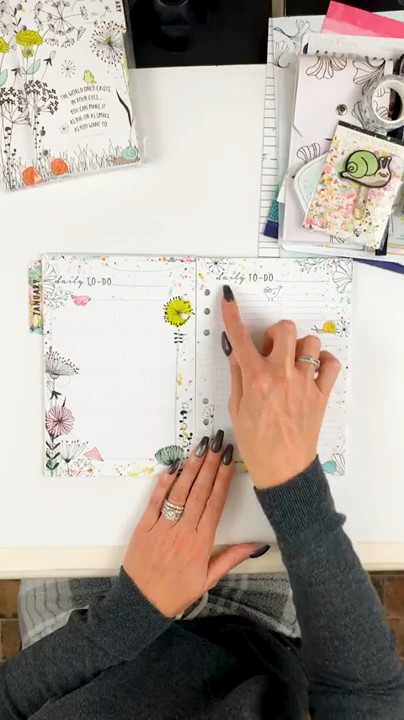 THE WORLD ONLY EXISTS
IN YOUR EYES...
YOU CAN MAKE IT
AS BIG OR AS SMALL
AS YOU WANT TO.
JANUARY
daily TO-DO
daily TO-DO